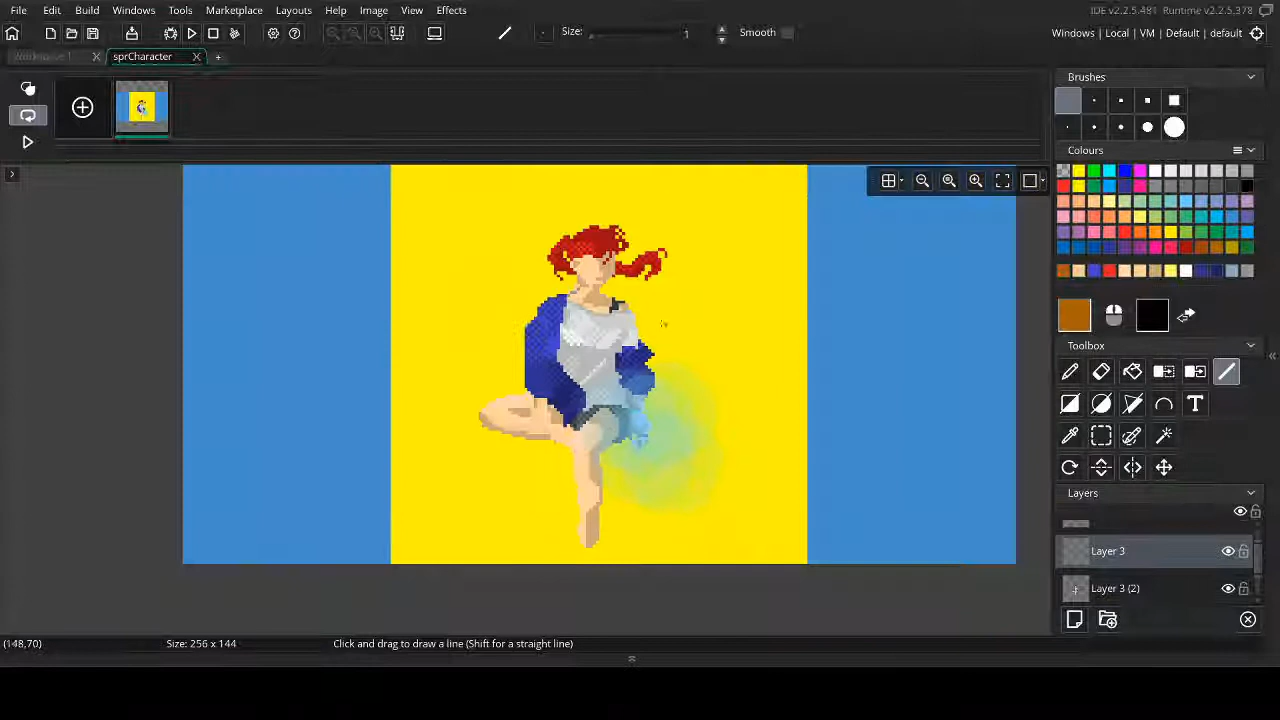 File Edit Build Windows Tools Marketplace Layouts Help Image View Effects
IDE v2.2.5.481 Runtime v2.2.5.378
Size: 1 Smooth
Windows | Local | VM | Default | default
Workspace 1 sprCharacter
Brushes
Colours
Toolbox
T
Layers
Layer 3
Layer 3 (2)
(148,70) Size: 256 x 144 Click and drag to draw a line (Shift for a straight line)